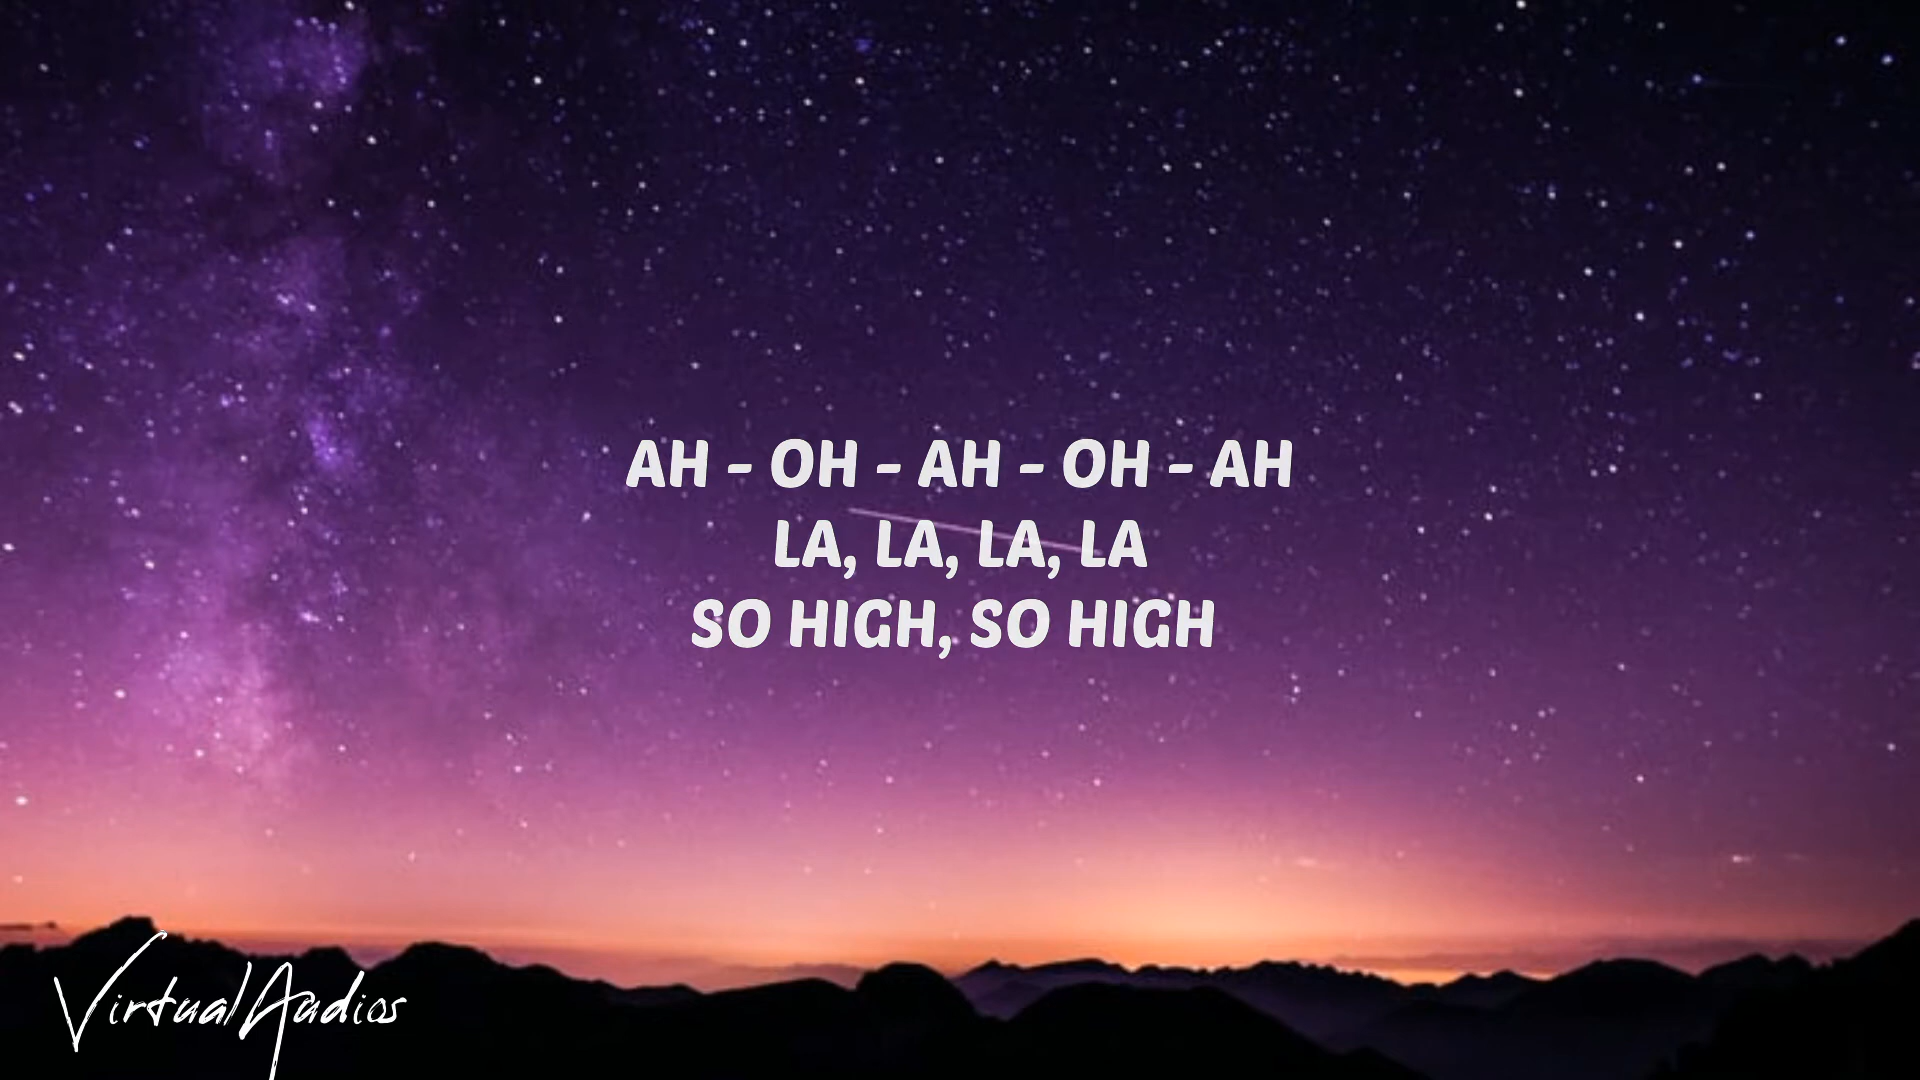 AH - OH - AH - OH - AH
LA, LA, LA, LA
SO HIGH, SO HIGH
VirtualAudios